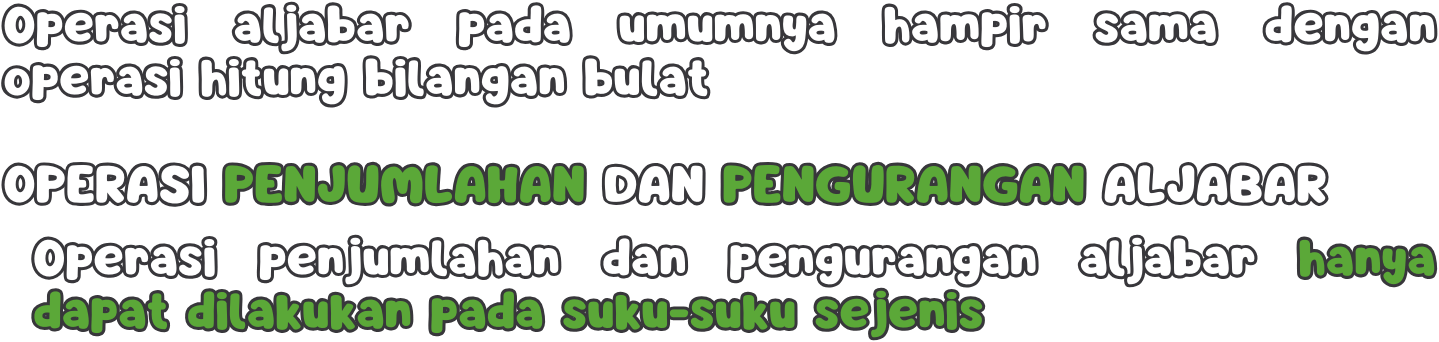 Operasi aljabar pada umumnya hampir sama dengan
operasi hitung bilangan bulat
OPERASI PENJUMLAHAN DAN PENGURANGAN ALJABAR
Operasi penjumlahan dan pengurangan aljabar hanya
dapat dilakukan pada suku-suku sejenis